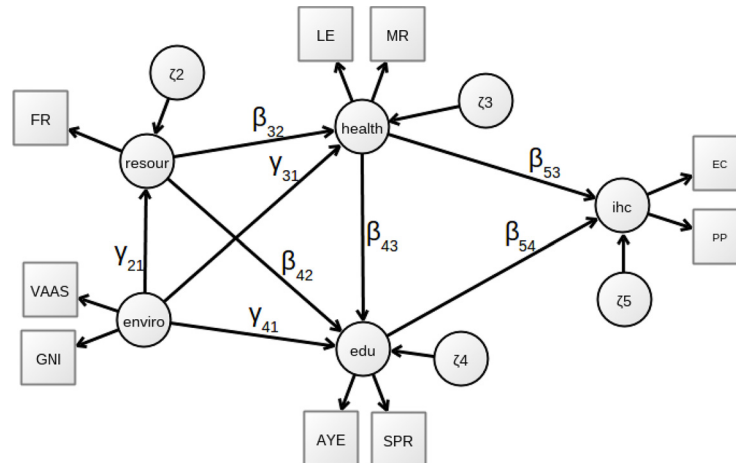 LE
MR
ζ2
ζ3
FR
β32
health
resour
γ31
β53
EC
ihc
PP
γ21
β42
β43
β54
VAAS
enviro
γ41
ζ5
GNI
edu
ζ4
AYE
SPR